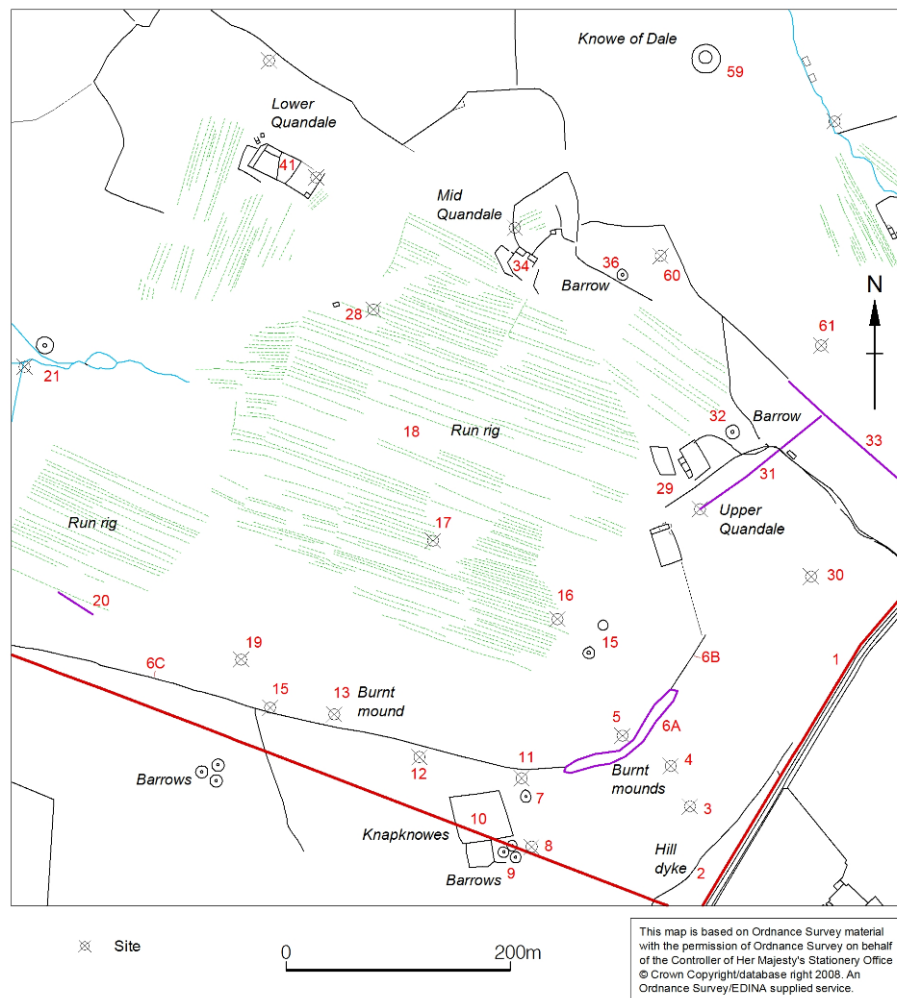 Knowe of Dale
59
Lower
Quandale
41
Mid
Quandale
34
36
Barrow
60
N
61
28
21
18
Run rig
32
Barrow
33
31
29
Upper
Quandale
Run rig
17
30
20
16
15
19
6C
6B
1
15
13
Burnt
mound
5
6A
12
11
Burnt
mounds
4
Barrows
7
3
10
Knapknowes
8
Hill
dyke
9
Barrows
2
Site
0
200m
This map is based on Ordnance Survey material
with the permission of Ordnance Survey on behalf
of the Controller of Her Majesty's Stationery Office
© Crown Copyright/database right 2008. An
Ordnance Survey/EDINA supplied service.